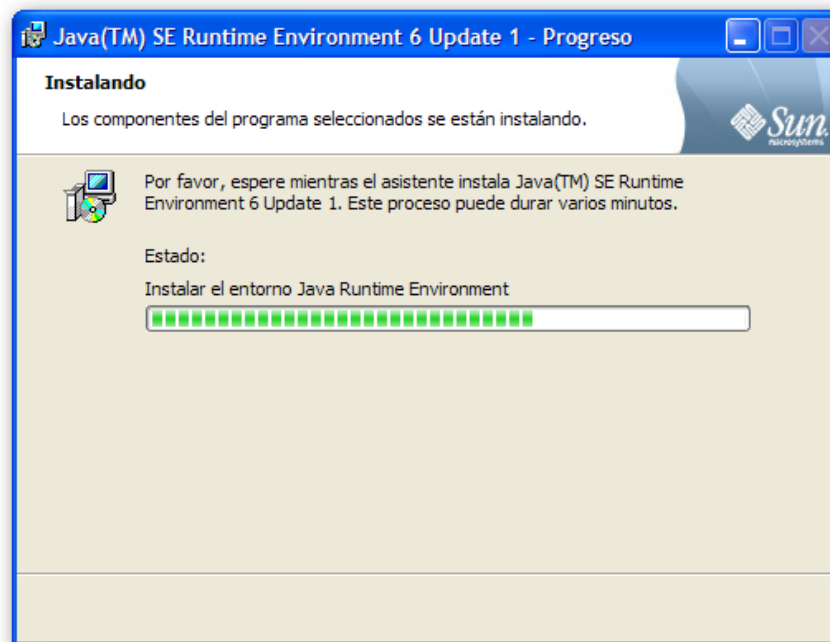 Java(TM) SE Runtime Environment 6 Update 1 - Progreso
Instalando
Los componentes del programa seleccionados se están instalando.
Sun.
microsystems
Por favor, espere mientras el asistente instala Java(TM) SE Runtime
Environment 6 Update 1. Este proceso puede durar varios minutos.
Estado:
Instalar el entorno Java Runtime Environment